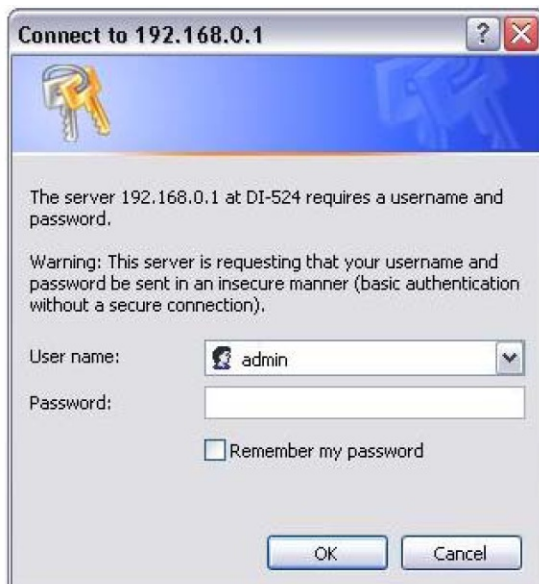 Connect to 192.168.0.1
?
The server 192.168.0.1 at DI-524 requires a username and
password.
Warning: This server is requesting that your username and
password be sent in an insecure manner (basic authentication
without a secure connection).
User name:
admin
Password:
Remember my password
OK
Cancel